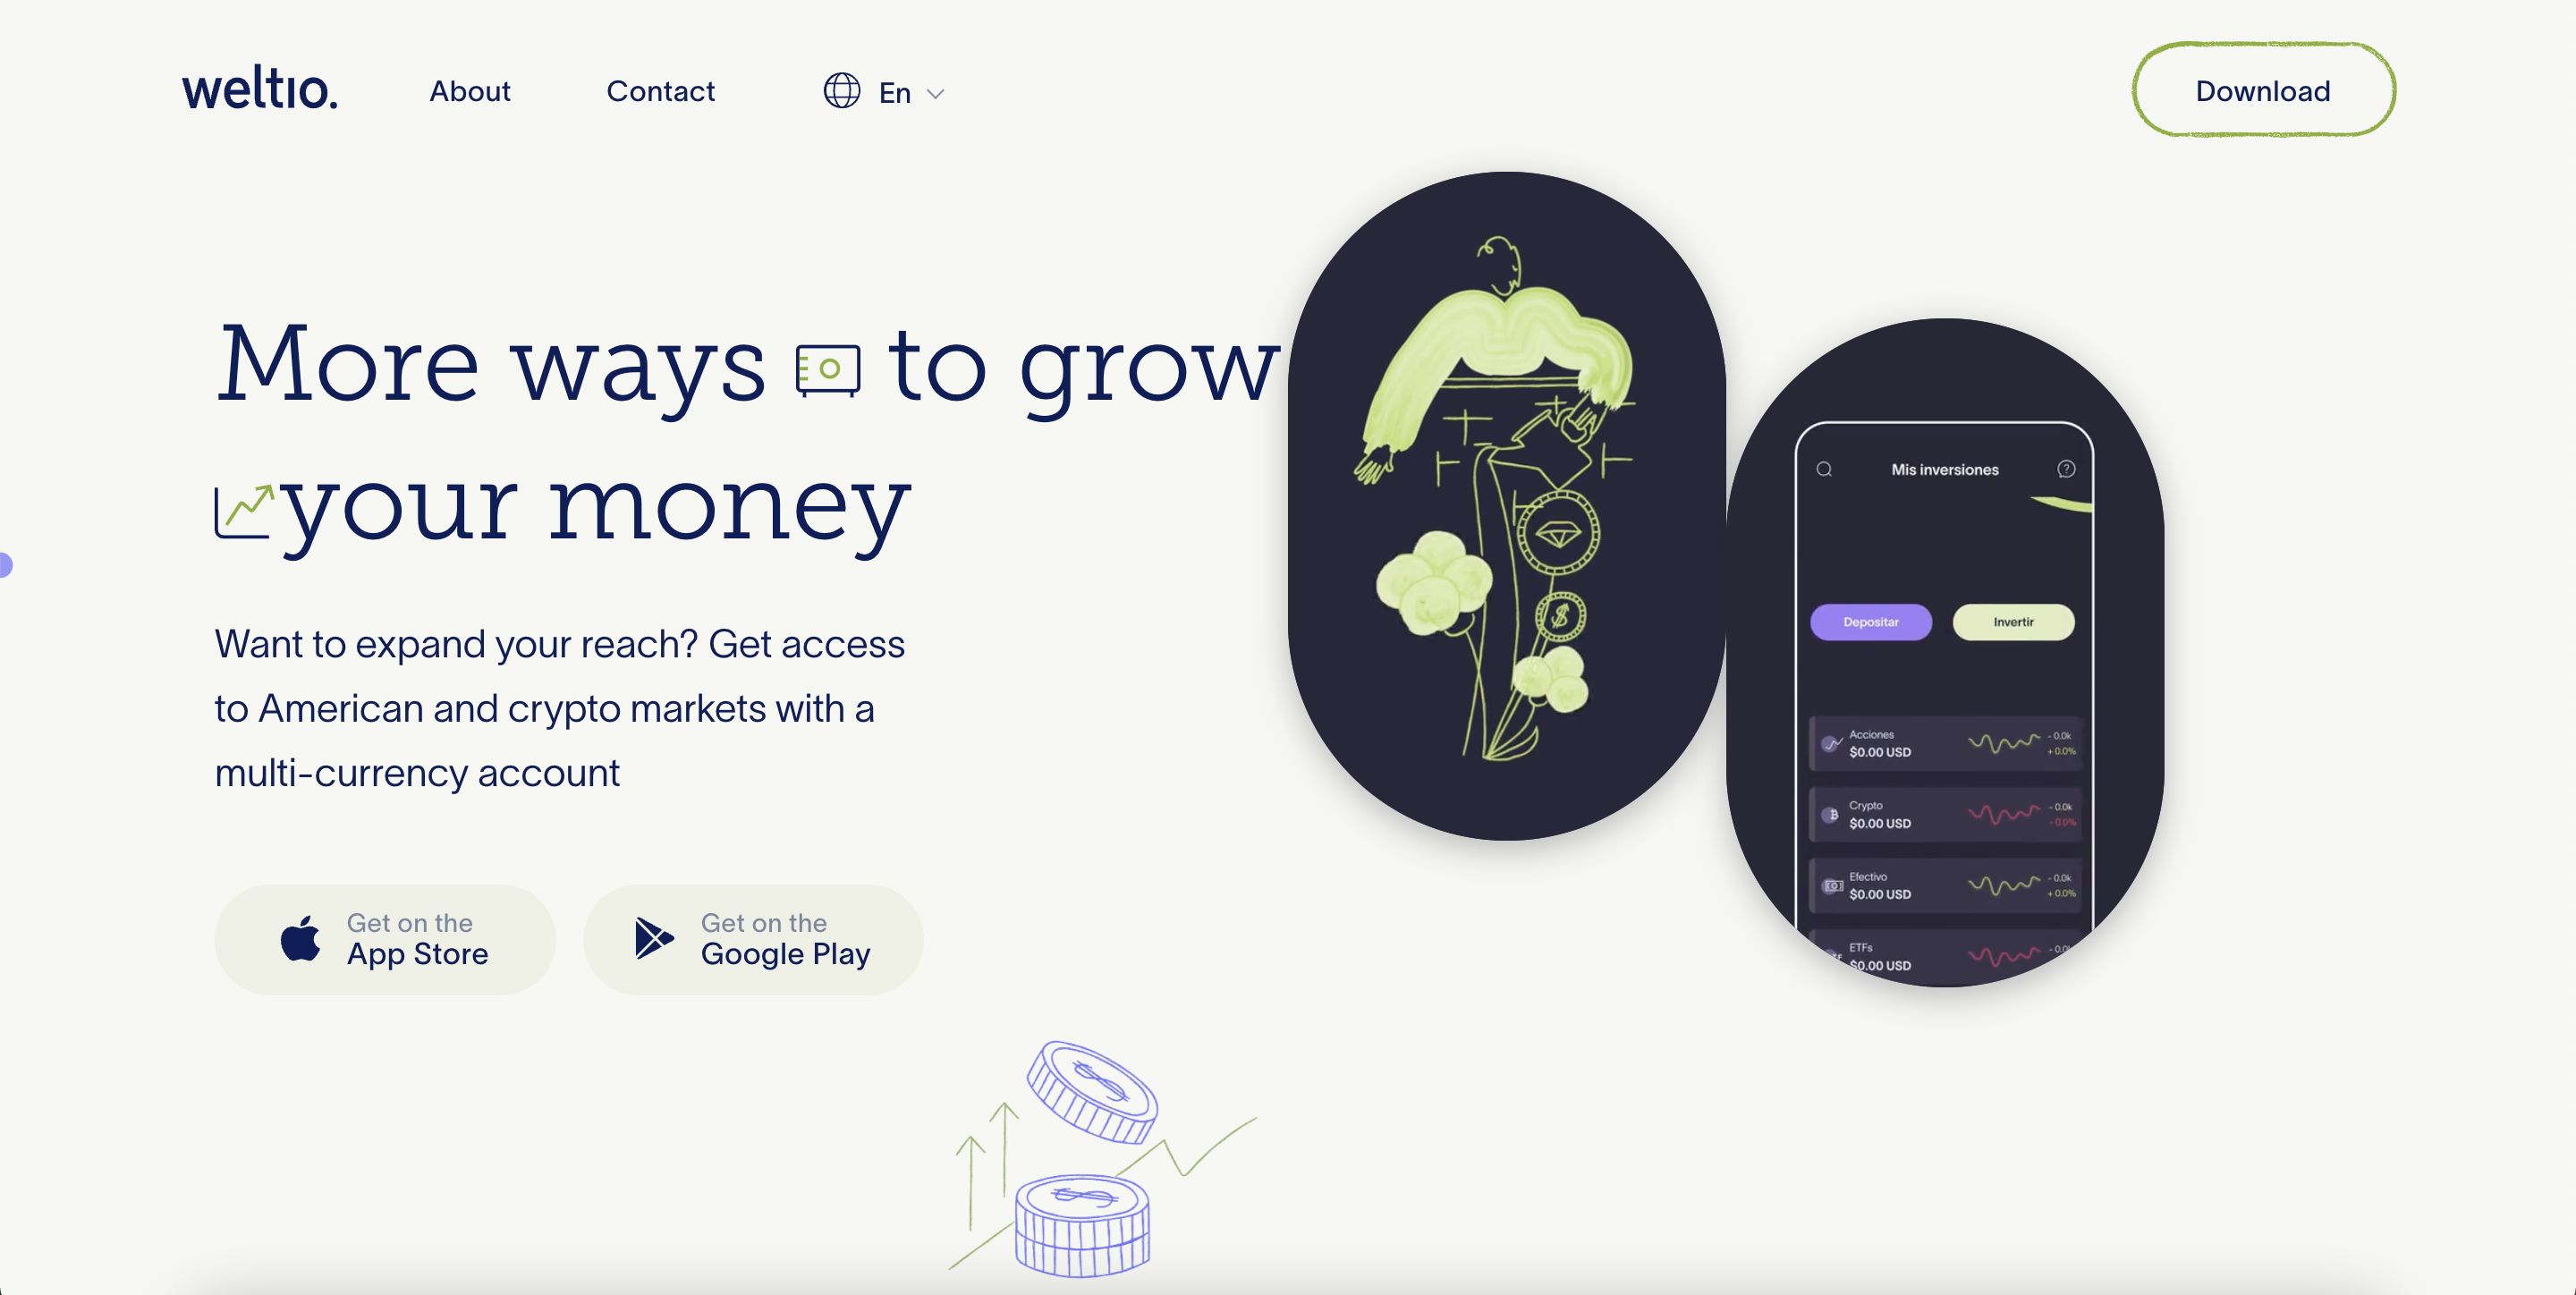 weltio.
About
Contact
En
Download
More ways to grow
your money
Want to expand your reach? Get access
to American and crypto markets with a
multi-currency account
Get on the
App Store
Get on the
Google Play
Mis inversiones
Depositar
Invertir
Acciones
$0.00 USD
- 0.0k
+ 0.0%
Crypto
$0.00 USD
- 0.0k
- 0.0%
Efectivo
$0.00 USD
- 0.0k
+ 0.0%
ETFs
$0.00 USD